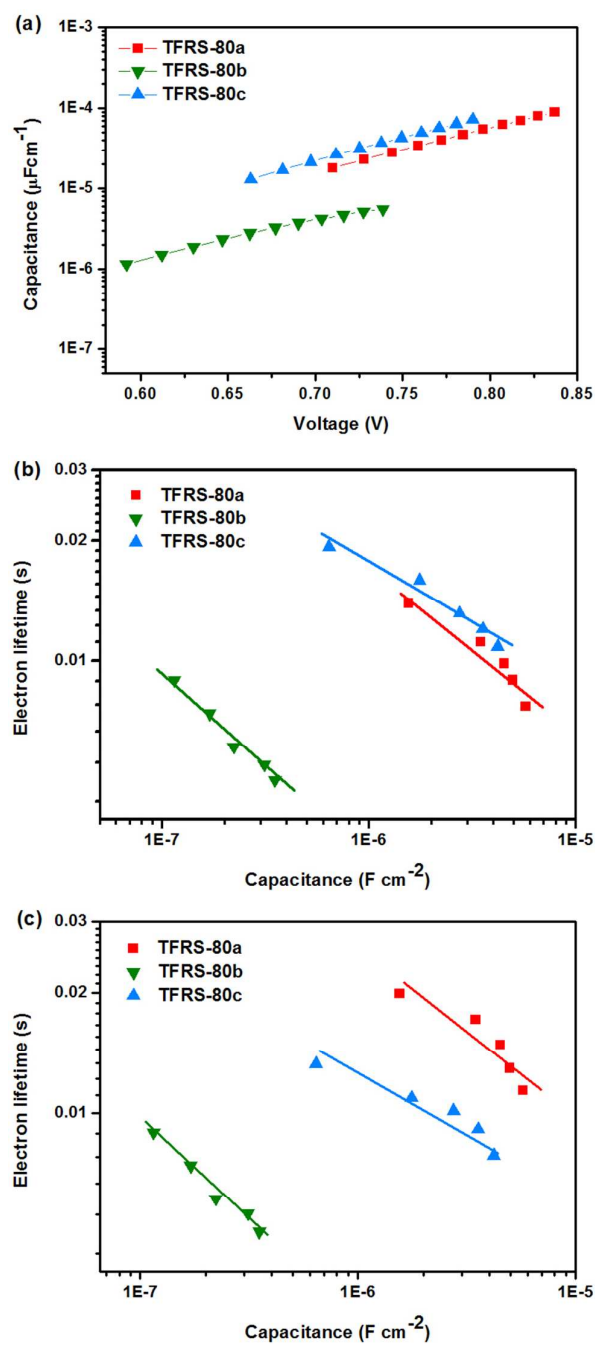 (a)
1E-3
1E-4
1E-5
1E-6
1E-7
Capacitance (µFcm⁻¹)
TFRS-80a
TFRS-80b
TFRS-80c
0.60 0.65 0.70 0.75 0.80 0.85
Voltage (V)
(b)
0.03
0.02
0.01
Electron lifetime (s)
TFRS-80a
TFRS-80b
TFRS-80c
1E-7 1E-6 1E-5
Capacitance (F cm⁻²)
(c)
0.03
0.02
0.01
Electron lifetime (s)
TFRS-80a
TFRS-80b
TFRS-80c
1E-7 1E-6 1E-5
Capacitance (F cm⁻²)